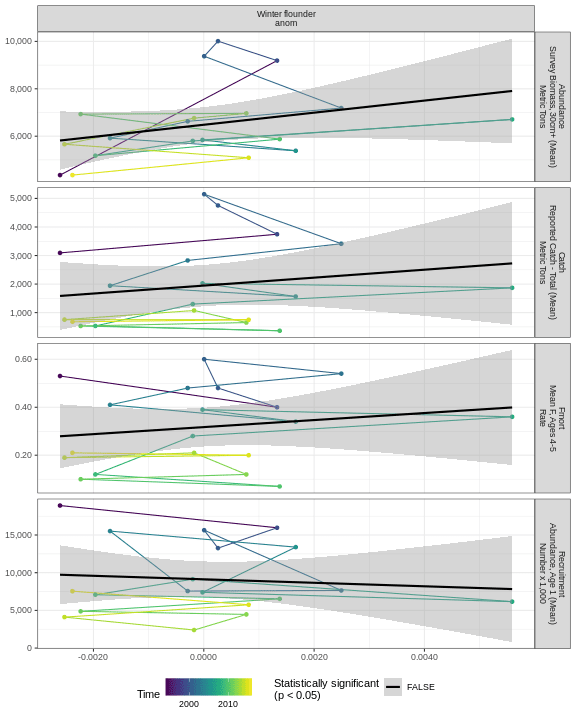 Winter flounder
anom
10,000
8,000
6,000
Abundance
Survey Biomass, 30cm+ (Mean)
Metric Tons
5,000
4,000
3,000
2,000
1,000
Catch
Reported Catch - Total (Mean)
Metric Tons
0.60
0.40
0.20
Fmort
Mean F, Ages 4-5
Rate
15,000
10,000
5,000
0
Recruitment
Abundance, Age 1 (Mean)
Number x 1,000
-0.0020 0.0000 0.0020 0.0040
Time
2000 2010
Statistically significant
(p < 0.05)
FALSE